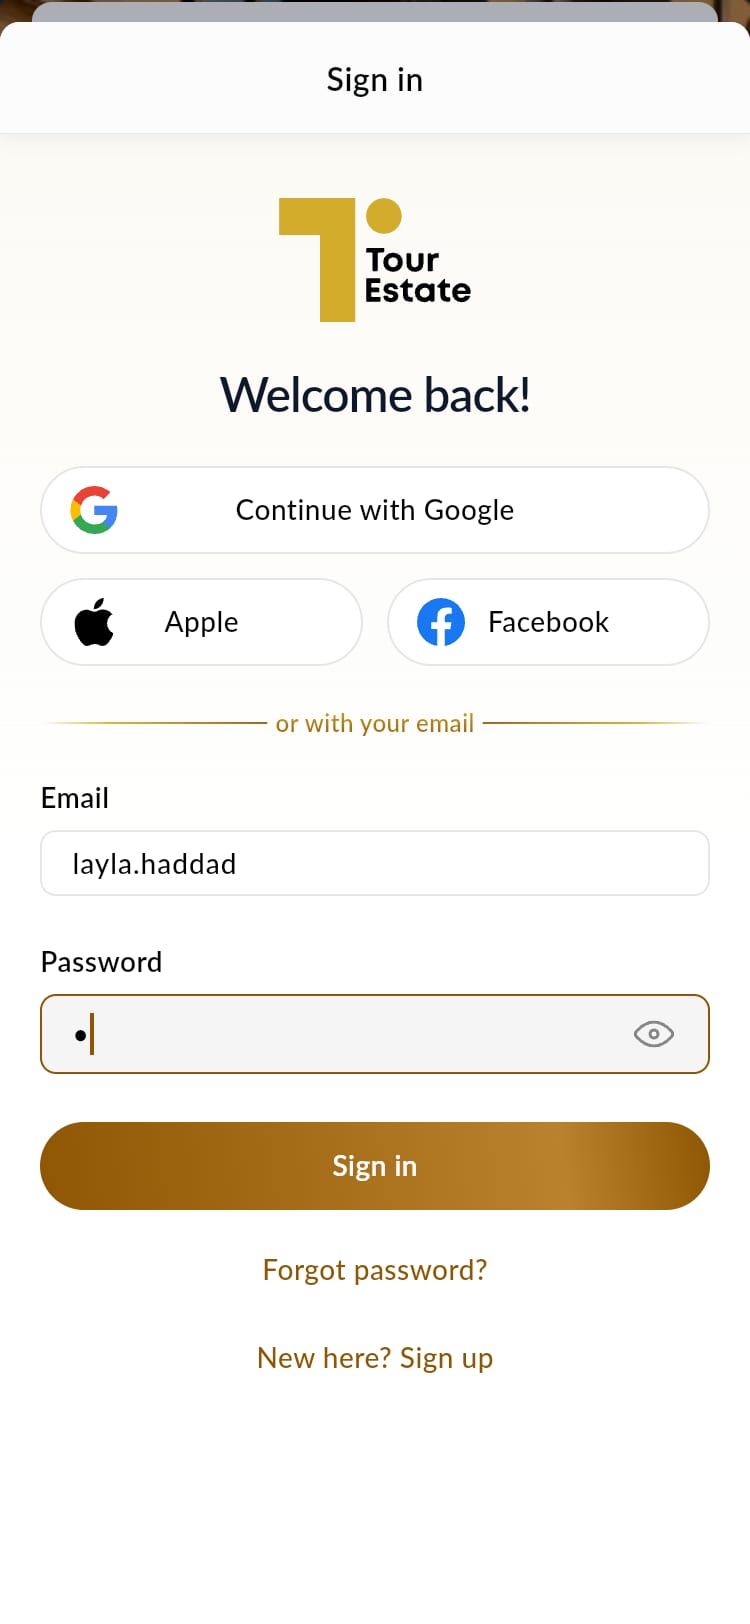 Sign in
Tour
Estate
Welcome back!
Continue with Google
Apple
Facebook
or with your email
Email
layla.haddad
Password
•
Sign in
Forgot password?
New here? Sign up